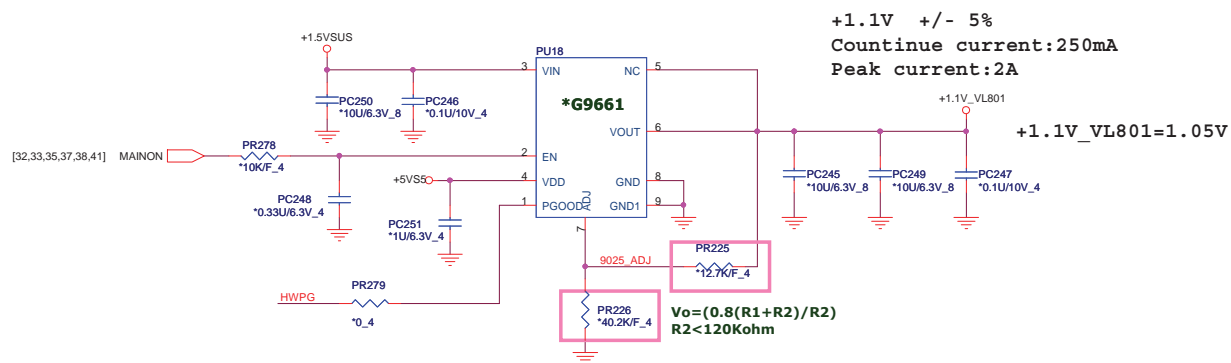 +1.1V +/- 5%
Countinue current:250mA
Peak current:2A
+1.5VSUS
PU18
3
VIN
NC
5
*G9661
+1.1V_VL801
PC250
*10U/6.3V_8
PC246
*0.1U/10V_4
VOUT
6
+1.1V_VL801=1.05V
[32,33,35,37,38,41]
MAINON
PR278
*10K/F_4
2
EN
PC245
*10U/6.3V_8
PC249
*10U/6.3V_8
PC247
*0.1U/10V_4
+5VS5
4
VDD
GND
8
PC248
*0.33U/6.3V_4
1
PGOOD
ADJ
GND1
9
PC251
*1U/6.3V_4
7
PR225
*12.7K/F_4
9025_ADJ
HWPG
PR279
*0_4
PR226
*40.2K/F_4
Vo=(0.8(R1+R2)/R2)
R2<120Kohm